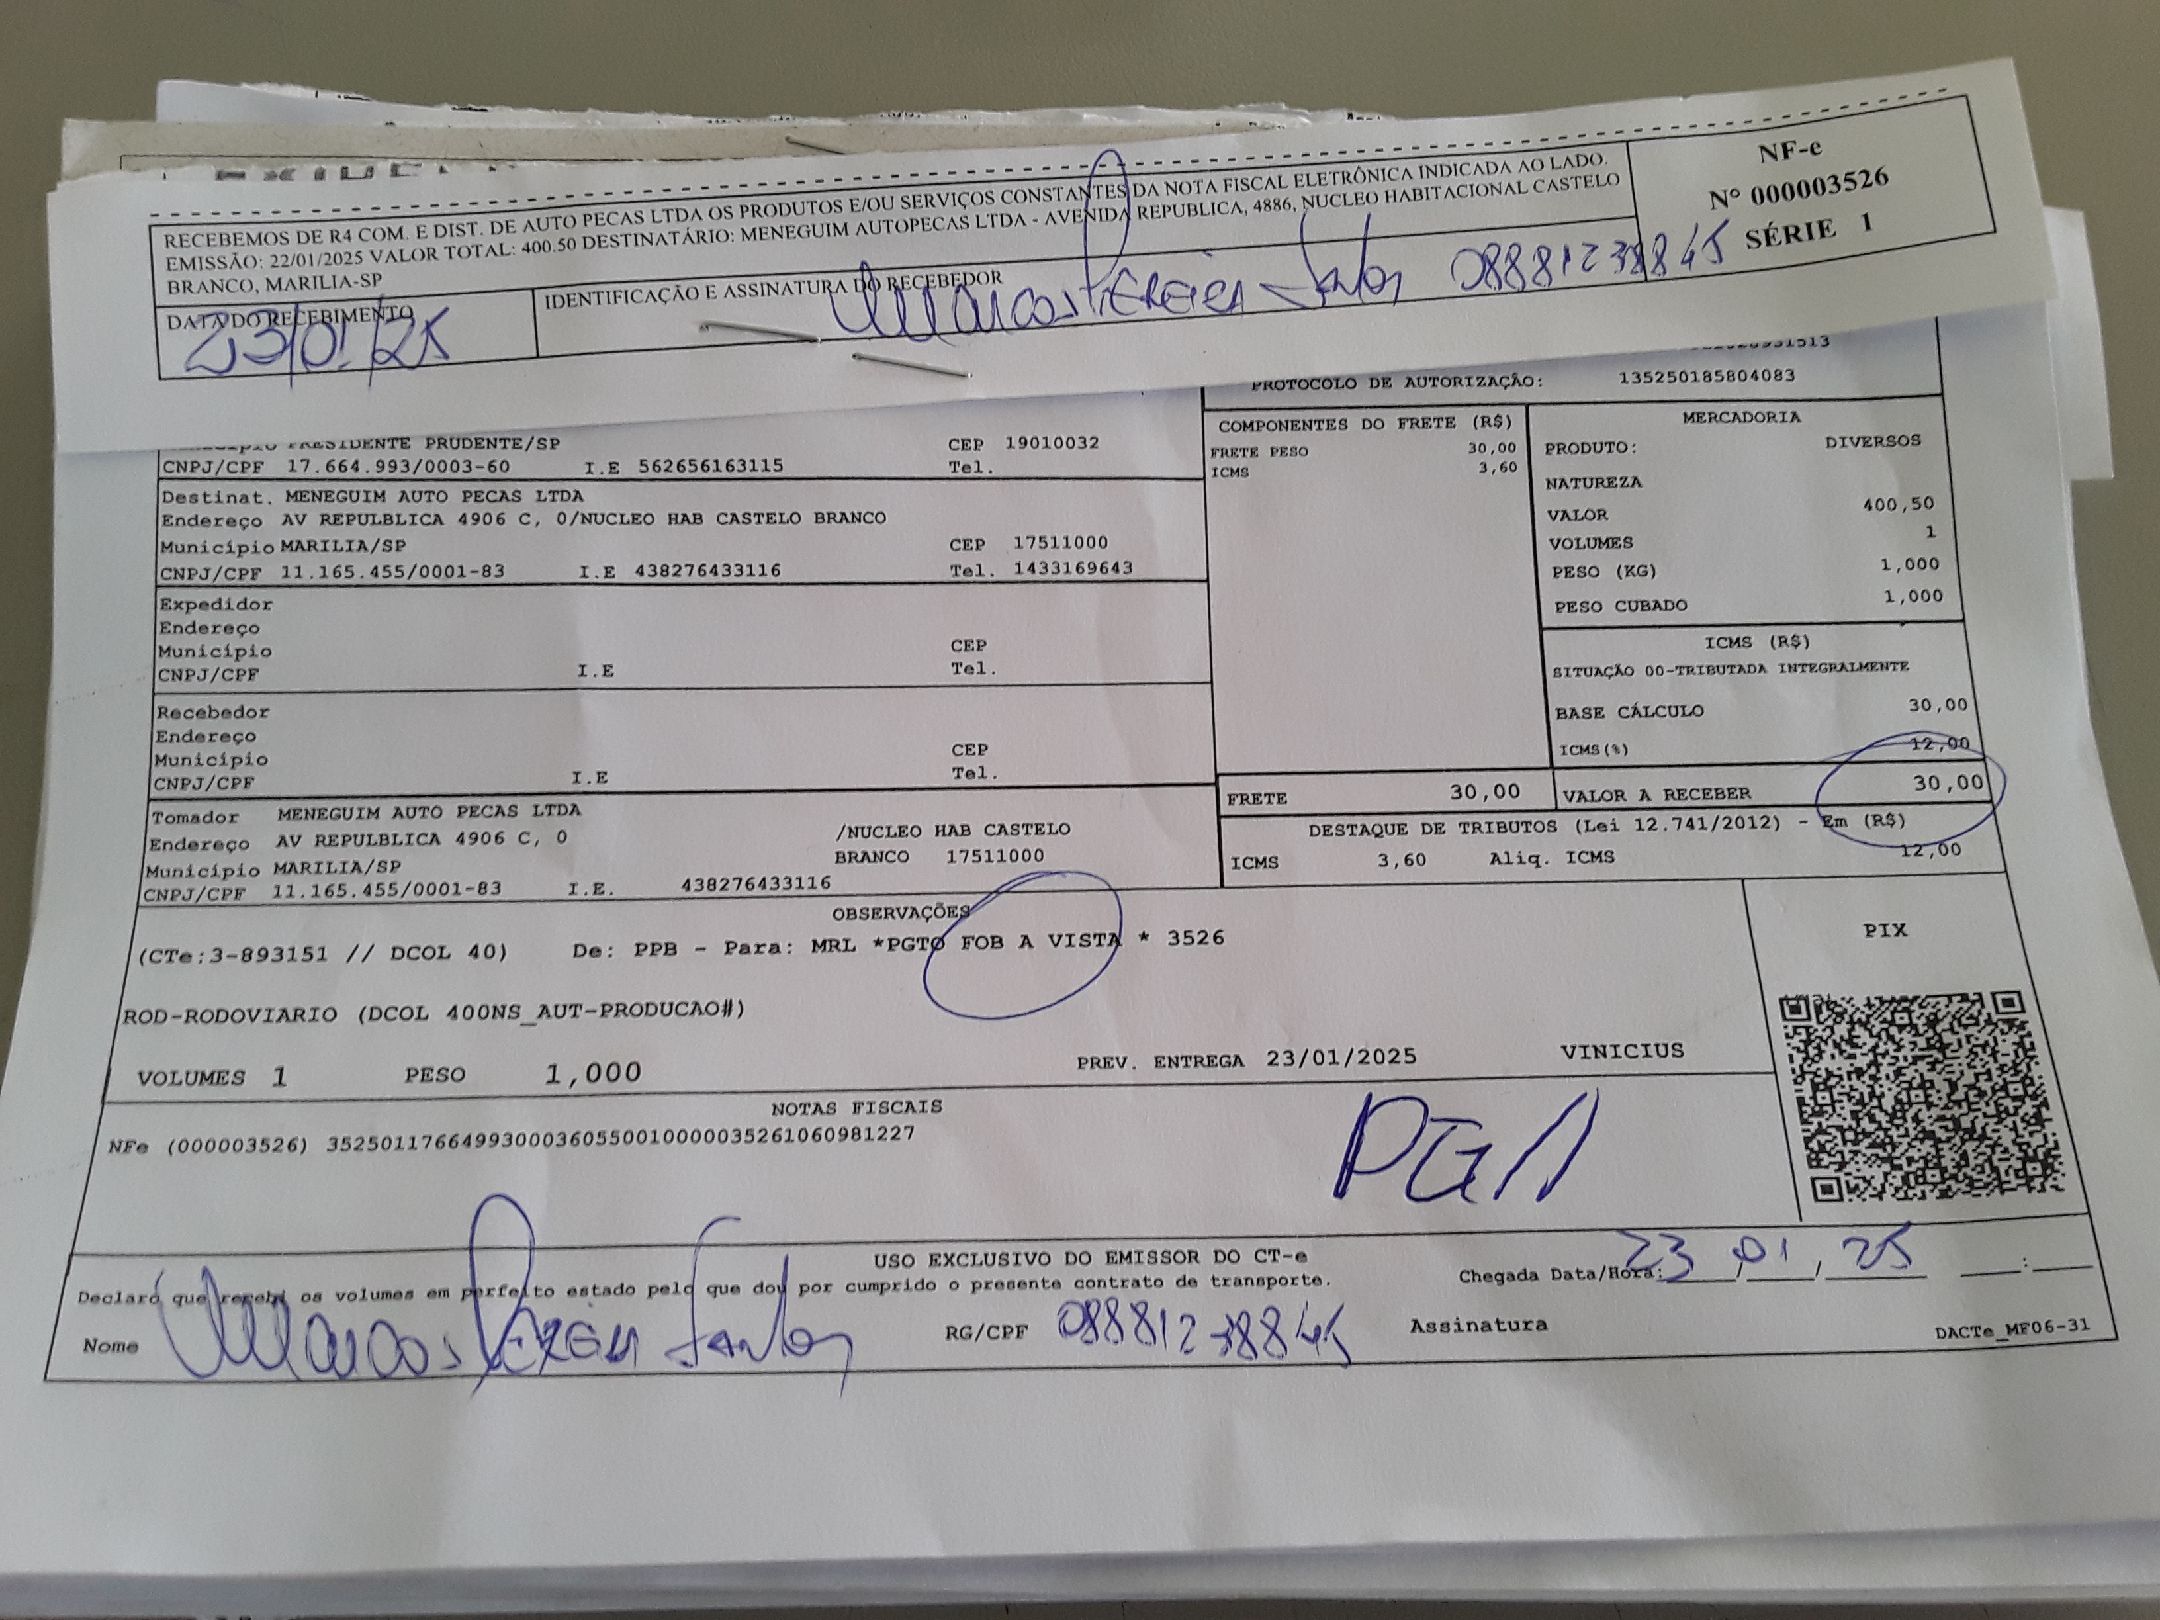 RECEBEMOS DE R4 COM. E DIST. DE AUTO PECAS LTDA OS PRODUTOS E/OU SERVIÇOS CONSTANTES DA NOTA FISCAL ELETRÔNICA INDICADA AO LADO.
EMISSÃO: 22/01/2025 VALOR TOTAL: 400.50 DESTINATÁRIO: MENEGUIM AUTOPECAS LTDA - AVENIDA REPUBLICA, 4886, NUCLEO HABITACIONAL CASTELO
BRANCO, MARILIA-SP
NF-e
Nº 000003526
SÉRIE 1
DATA DO RECEBIMENTO
23/01/25
IDENTIFICAÇÃO E ASSINATURA DO RECEBEDOR
Marcos Pereira Santos 08881238845
PROTOCOLO DE AUTORIZAÇÃO: 135250185804083
Município PRESIDENTE PRUDENTE/SP CEP 19010032
CNPJ/CPF 17.664.993/0003-60 I.E 562656163115 Tel.
Destinat. MENEGUIM AUTO PECAS LTDA
Endereço AV REPULBLICA 4906 C, 0/NUCLEO HAB CASTELO BRANCO
Município MARILIA/SP CEP 17511000
CNPJ/CPF 11.165.455/0001-83 I.E 438276433116 Tel. 1433169643
Expedidor
Endereço
Município CEP
CNPJ/CPF I.E Tel.
Recebedor
Endereço
Município CEP
CNPJ/CPF I.E Tel.
Tomador MENEGUIM AUTO PECAS LTDA
Endereço AV REPULBLICA 4906 C, 0 /NUCLEO HAB CASTELO
Município MARILIA/SP BRANCO 17511000
CNPJ/CPF 11.165.455/0001-83 I.E. 438276433116
COMPONENTES DO FRETE (R$)
FRETE PESO 30,00
ICMS 3,60
MERCADORIA
PRODUTO: DIVERSOS
NATUREZA
VALOR 400,50
VOLUMES 1
PESO (KG) 1,000
PESO CUBADO 1,000
ICMS (R$)
SITUAÇÃO 00-TRIBUTADA INTEGRALMENTE
BASE CÁLCULO 30,00
ICMS(%) 12,00
FRETE 30,00 VALOR A RECEBER 30,00
DESTAQUE DE TRIBUTOS (Lei 12.741/2012) - Em (R$)
ICMS 3,60 Aliq. ICMS 12,00
OBSERVAÇÕES
(CTe:3-893151 // DCOL 40) De: PPB - Para: MRL *PGTO FOB A VISTA * 3526
ROD-RODOVIARIO (DCOL 400NS_AUT-PRODUCAO#)
VOLUMES 1 PESO 1,000 PREV. ENTREGA 23/01/2025 VINICIUS
PIX
NOTAS FISCAIS
NFe (000003526) 35250117664993000360550010000035261060981227
PG//
USO EXCLUSIVO DO EMISSOR DO CT-e
Declaro que recebi os volumes em perfeito estado pelo que dou por cumprido o presente contrato de transporte.
Chegada Data/Hora: 23,01,25 :
Nome Marcos Pereira Santos RG/CPF 08881238845 Assinatura
DACTe_MF06-31